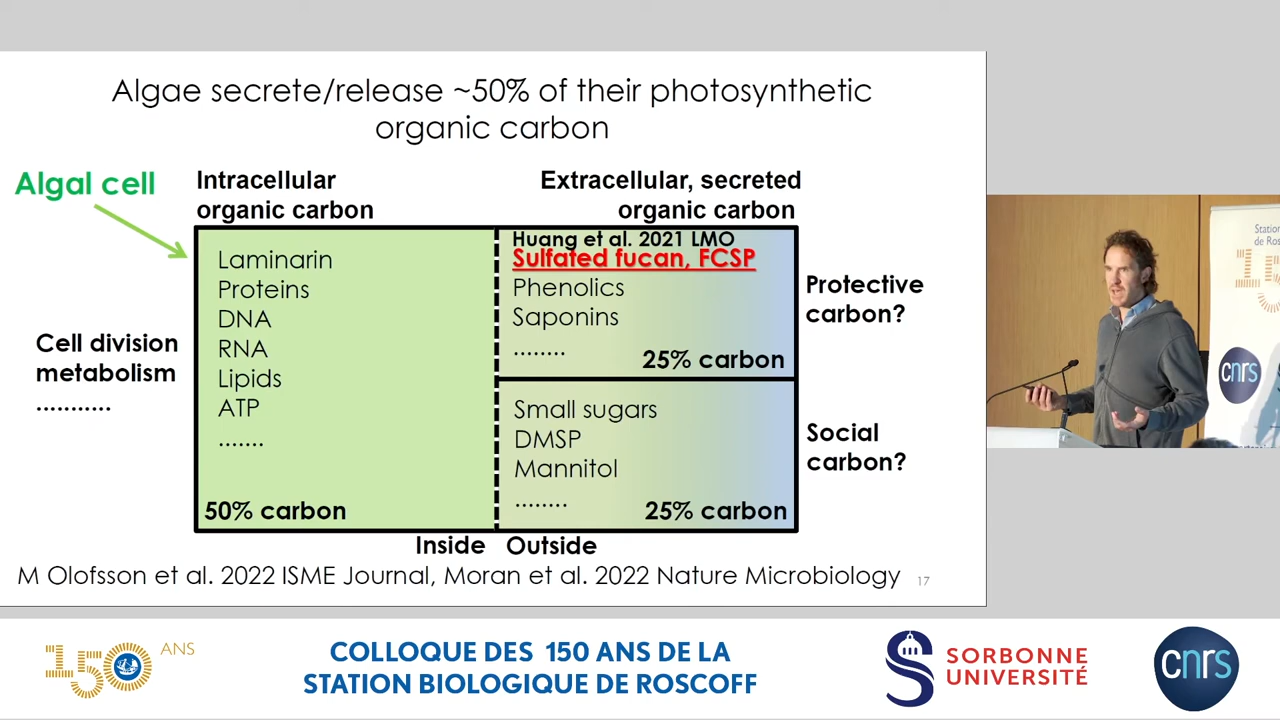 Algae secrete/release ~50% of their photosynthetic
organic carbon
Algal cell
Intracellular
organic carbon
Extracellular, secreted
organic carbon
Laminarin
Proteins
DNA
RNA
Lipids
ATP
.......
50% carbon
Cell division
metabolism
...........
Huang et al. 2021 LMO
Sulfated fucan, FCSP
Phenolics
Saponins
........
25% carbon
Protective
carbon?
Small sugars
DMSP
Mannitol
........
25% carbon
Social
carbon?
Inside
Outside
M Olofsson et al. 2022 ISME Journal, Moran et al. 2022 Nature Microbiology
17
Station
de Ros
cnrs
150 ANS
COLLOQUE DES 150 ANS DE LA
STATION BIOLOGIQUE DE ROSCOFF
SORBONNE
UNIVERSITÉ
cnrs